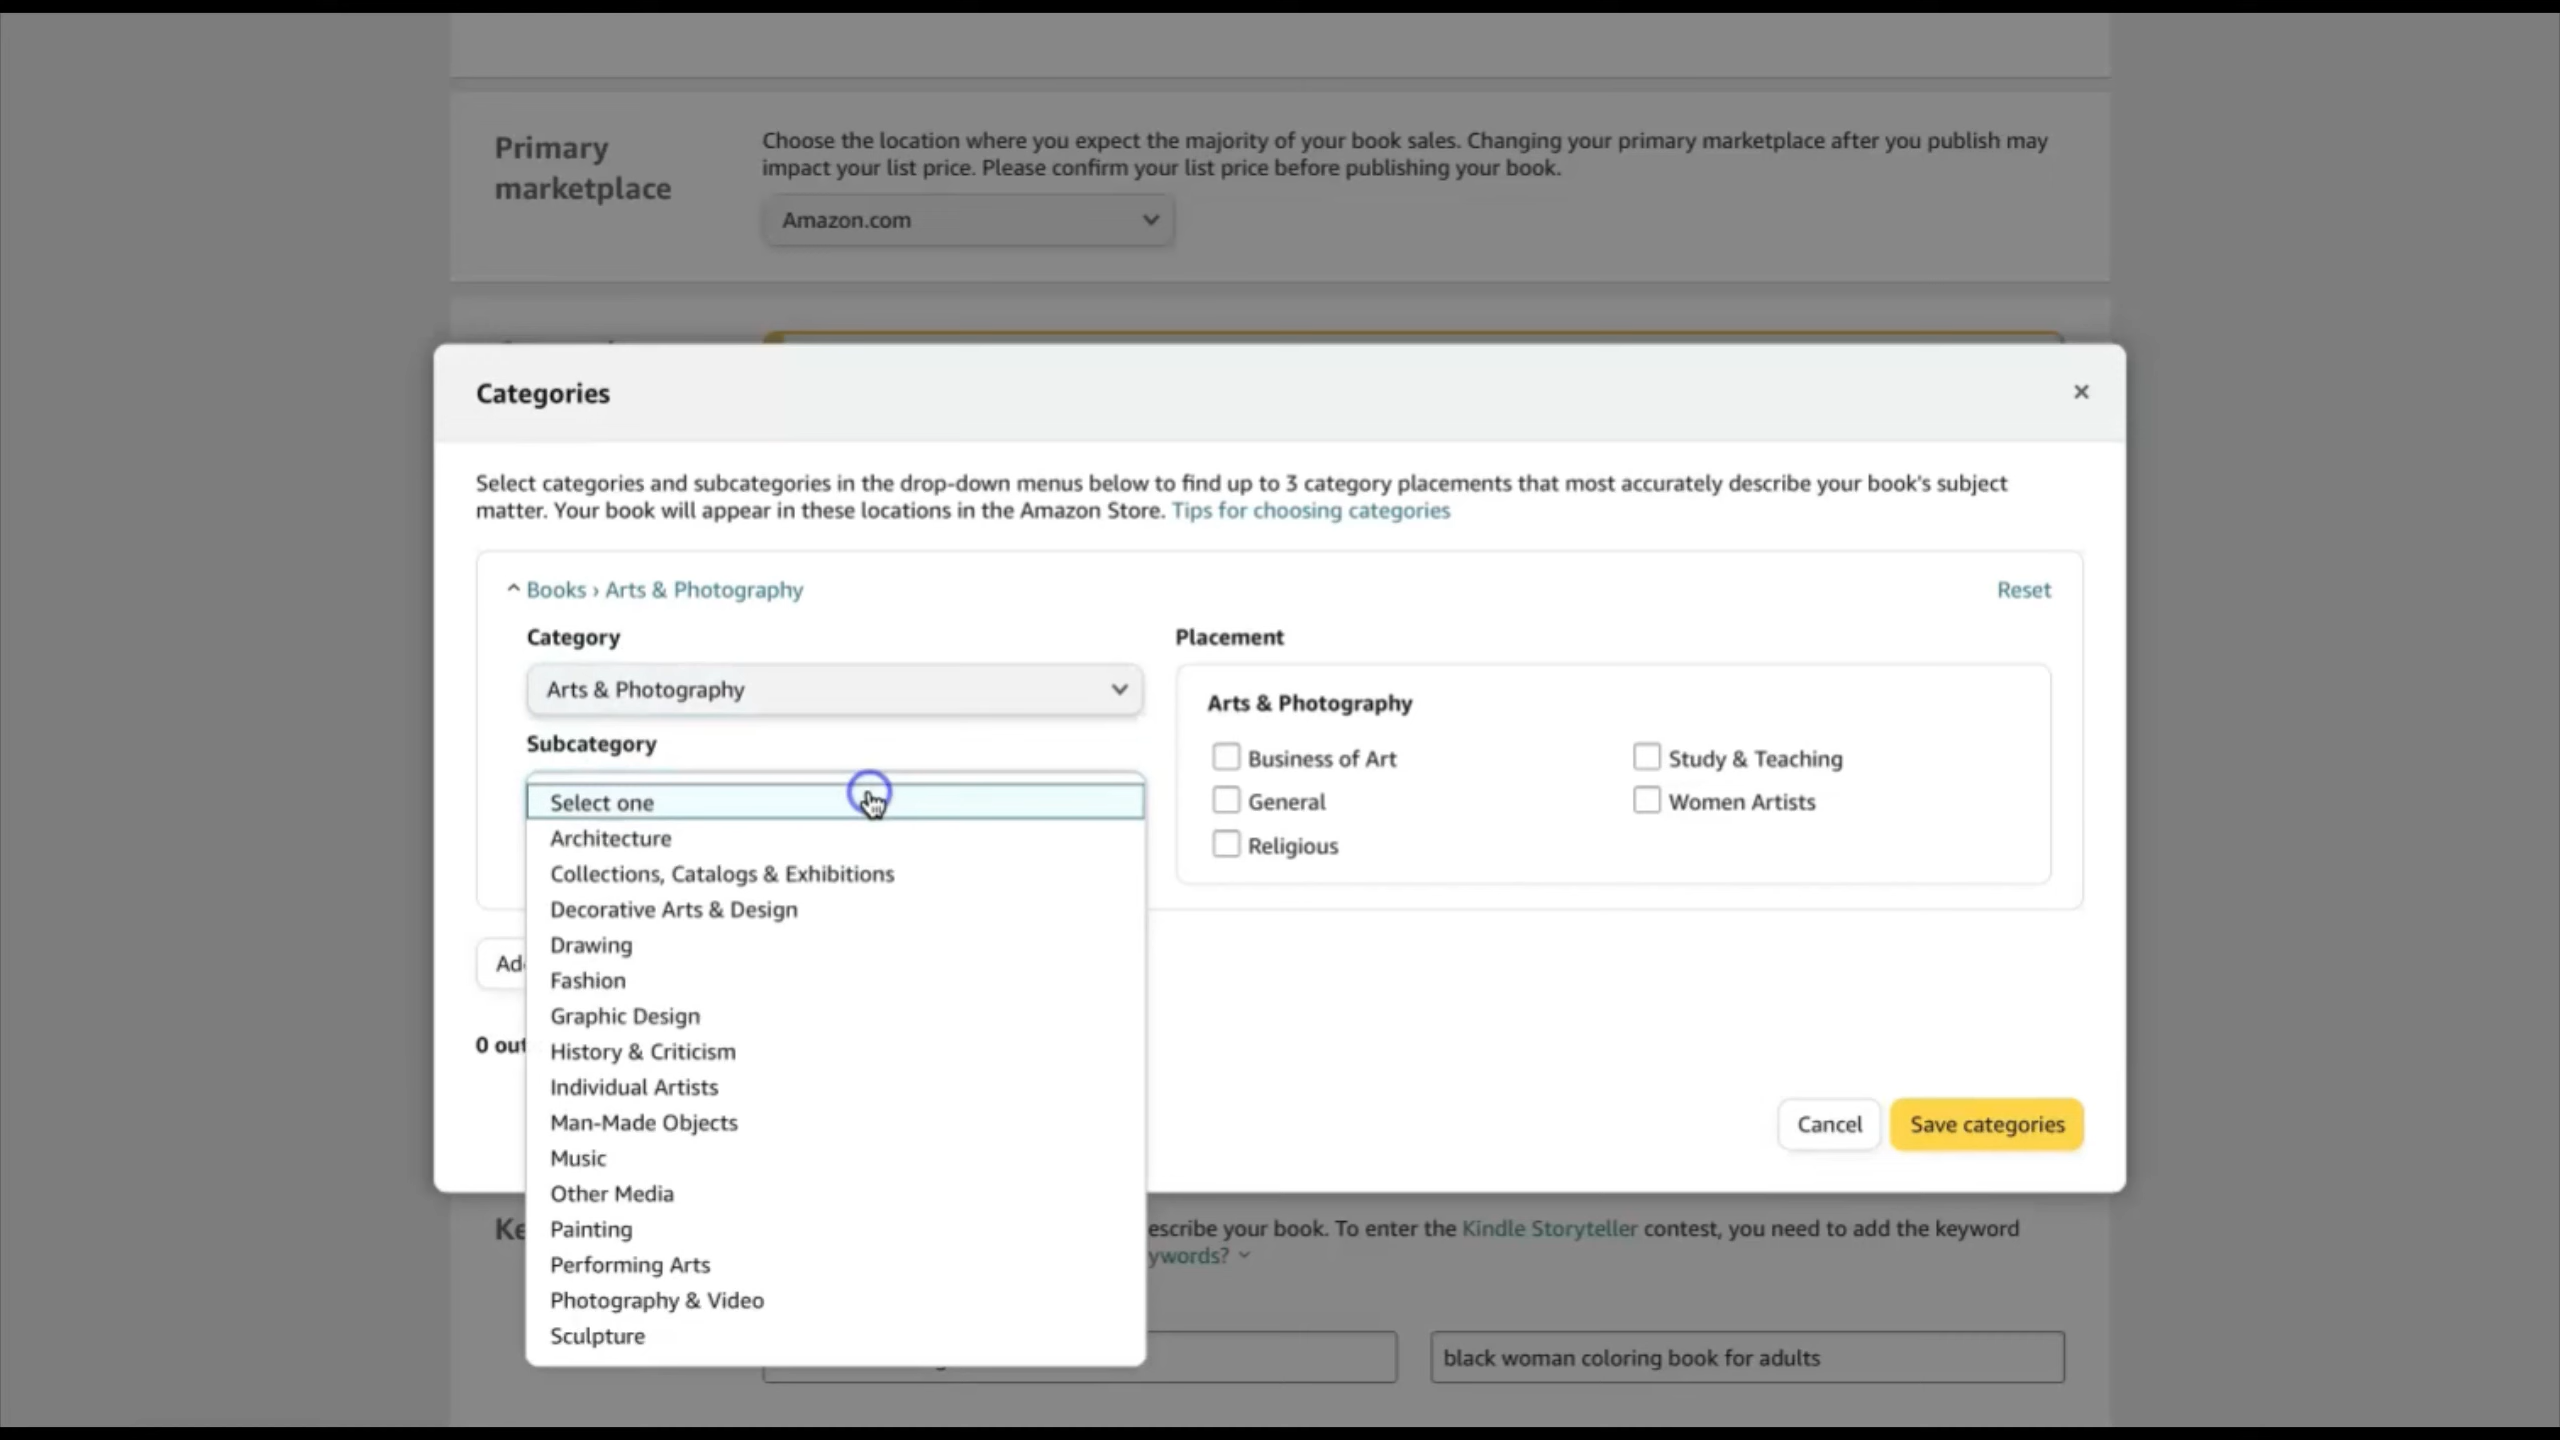 Primary
marketplace
Choose the location where you expect the majority of your book sales. Changing your primary marketplace after you publish may
impact your list price. Please confirm your list price before publishing your book.
Amazon.com
Categories
×
Select categories and subcategories in the drop-down menus below to find up to 3 category placements that most accurately describe your book's subject
matter. Your book will appear in these locations in the Amazon Store. Tips for choosing categories
Books › Arts & Photography
Reset
Category
Arts & Photography
Subcategory
Select one
Architecture
Collections, Catalogs & Exhibitions
Decorative Arts & Design
Drawing
Fashion
Graphic Design
History & Criticism
Individual Artists
Man-Made Objects
Music
Other Media
Painting
Performing Arts
Photography & Video
Sculpture
Placement
Arts & Photography
Business of Art
General
Religious
Study & Teaching
Women Artists
Ad
0 out
Cancel
Save categories
Ke
escribe your book. To enter the Kindle Storyteller contest, you need to add the keyword
ywords?
black woman coloring book for adults